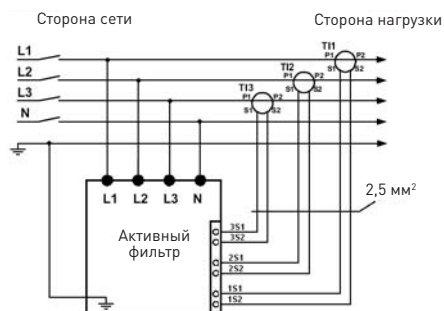 Сторона сети
Сторона нагрузки
TI1
L1
P1 P2
S1 S2
TI2
L2
P1 P2
S1 S2
TI3
L3
P1 P2
S1 S2
N
L1 L2 L3 N
2,5 мм²
Активный
фильтр
3S1
3S2
2S1
2S2
1S1
1S2